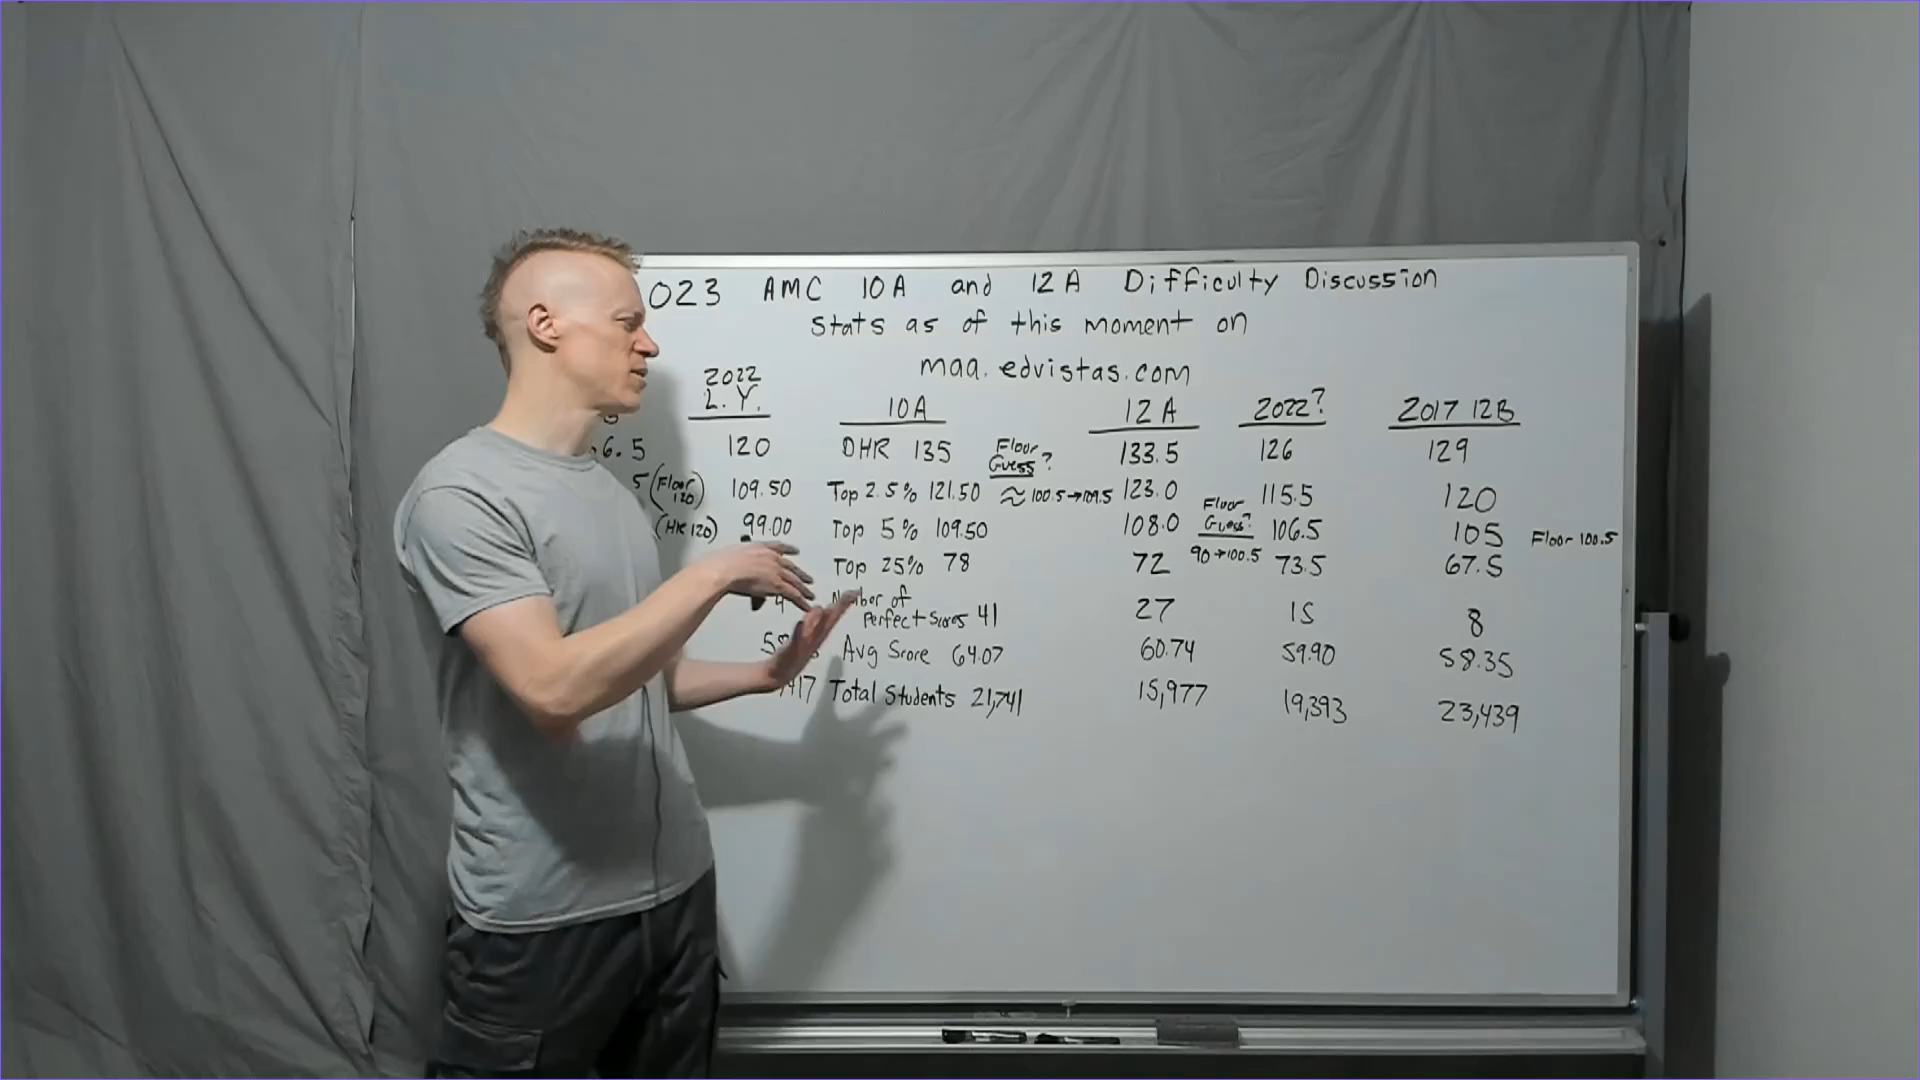 023 AMC 10A and 12A Difficulty Discussion
Stats as of this moment on
maa.edvistas.com
2022 L.Y. 10A 12A 2022? 2017 12B
6.5 120 DHR 135 Floor Guess? 133.5 126 129
5 (Floor 120) 109.50 Top 2.5% 121.50 ≈ 100.5→109.5 123.0 115.5 120
(HR 120) 99.00 Top 5% 109.50 108.0 Floor Guess? 106.5 105 Floor 100.5
Top 25% 78 72 90→100.5 73.5 67.5
4 Number of Perfect Scores 41 27 15 8
Avg Score 64.07 60.74 59.90 58.35
417 Total Students 21,741 15,977 19,393 23,439